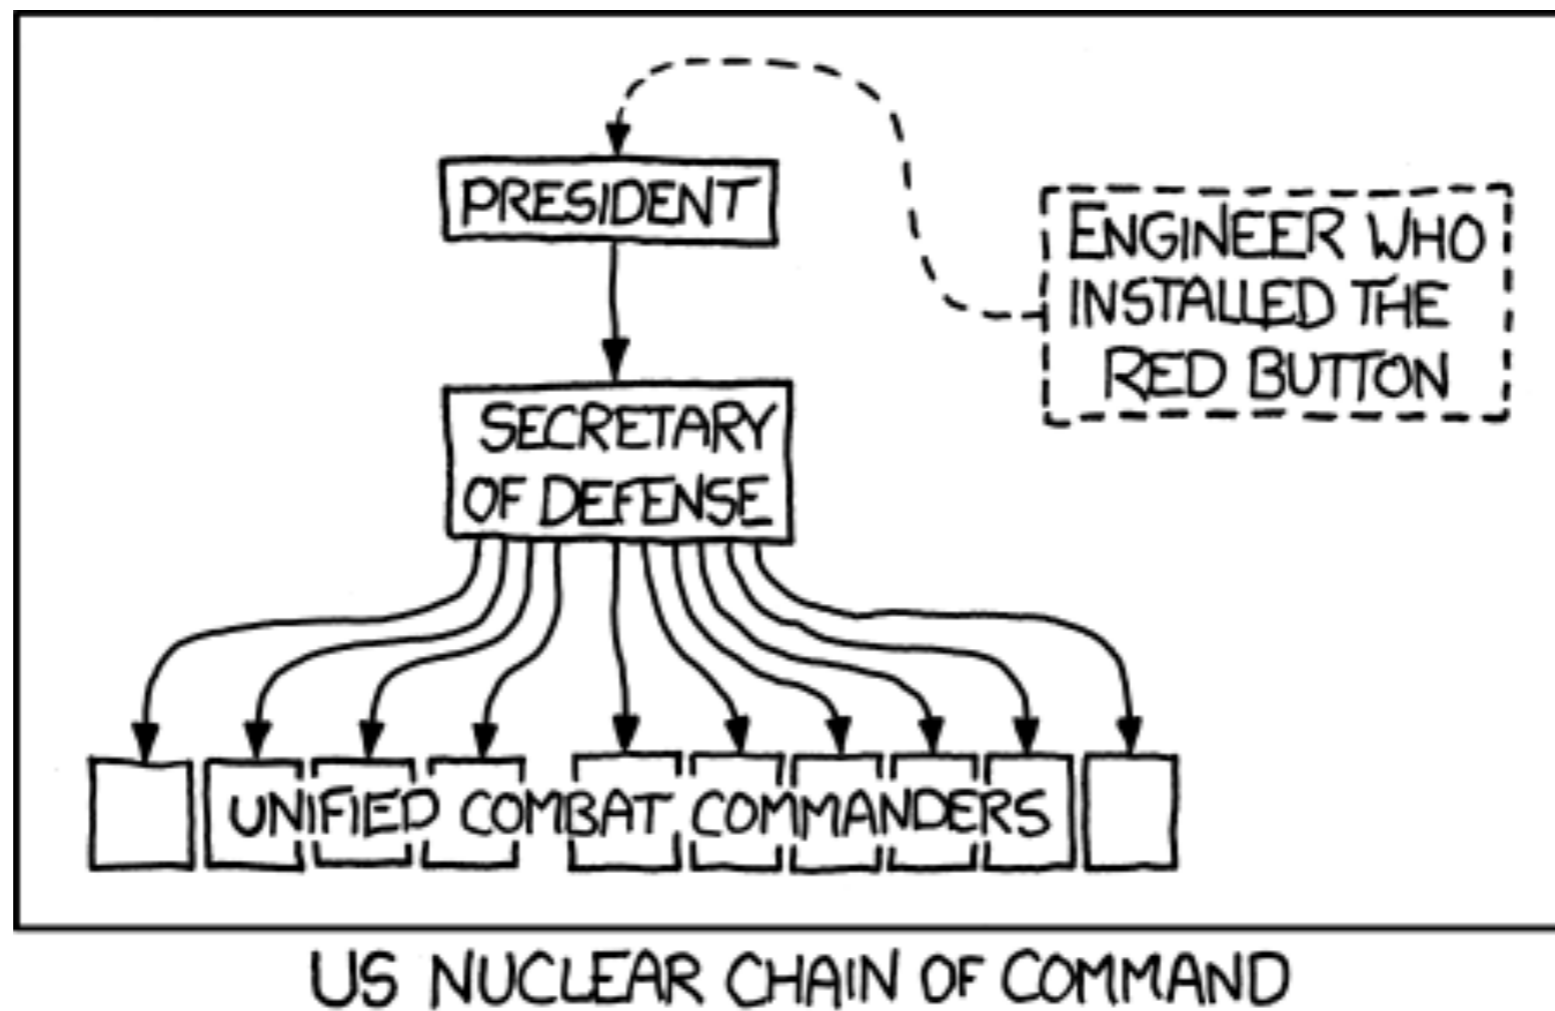 PRESIDENT
ENGINEER WHO
INSTALLED THE
RED BUTTON
SECRETARY
OF DEFENSE
UNIFIED COMBAT COMMANDERS
US NUCLEAR CHAIN OF COMMAND